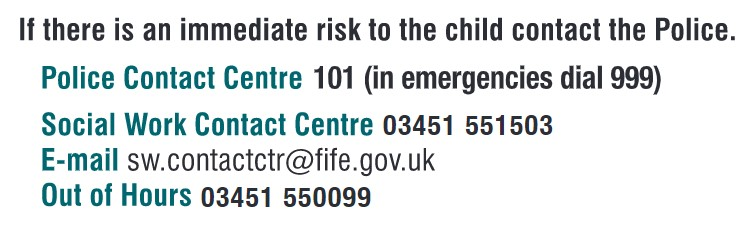 If there is an immediate risk to the child contact the Police.
Police Contact Centre 101 (in emergencies dial 999)
Social Work Contact Centre 03451 551503
E-mail sw.contactctr@fife.gov.uk
Out of Hours 03451 550099